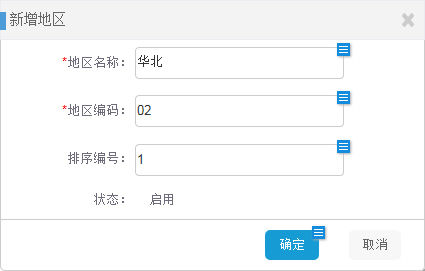 新增地区
*地区名称： 华北
*地区编码： 02
排序编号： 1
状态： 启用
确定 取消